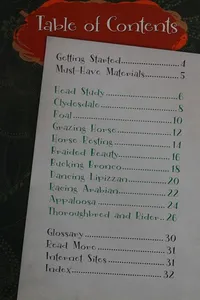 Table of Contents
Getting Started..................4
Must-Have Materials..........5
Head Study......................6
Clydesdale.......................8
Foal...............................10
Grazing Horse................12
Horse Resting.................14
Braided Beauty...............16
Bucking Bronco..............18
Dancing Lipizzan............20
Racing Arabian...............22
Appaloosa......................24
Thoroughbred and Rider..26
Glossary........................30
Read More.....................31
Internet Sites..................31
Index.............................32